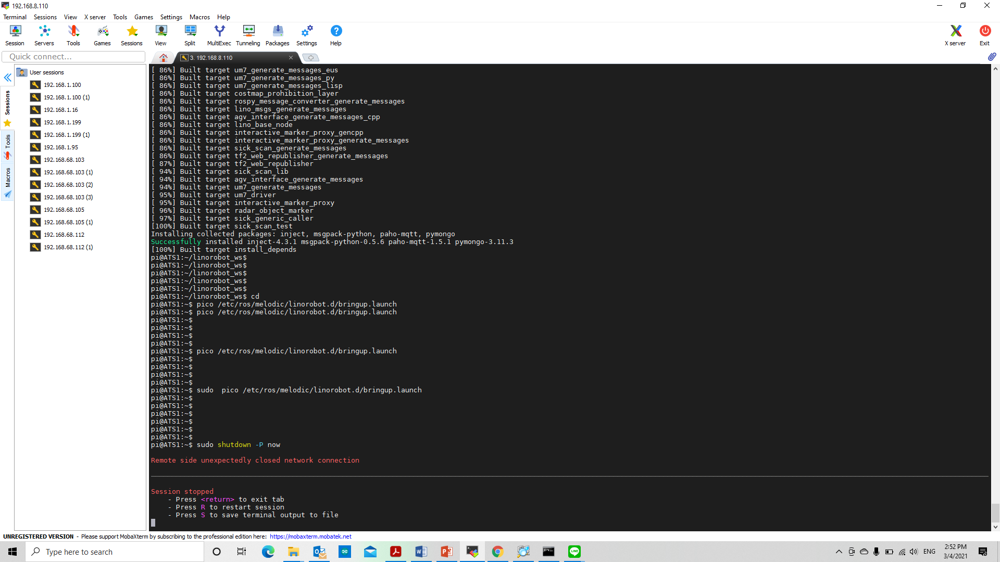 192.168.8.110
Terminal Sessions View X server Tools Games Settings Macros Help
Session Servers Tools Games Sessions View Split MultiExec Tunneling Packages Settings Help X server Exit
Quick connect...
3. 192.168.8.110
Sessions
Tools
Macros
User sessions
192.168.1.100
192.168.1.100 (1)
192.168.1.16
192.168.1.199
192.168.1.199 (1)
192.168.1.95
192.168.68.103
192.168.68.103 (1)
192.168.68.103 (2)
192.168.68.103 (3)
192.168.68.105
192.168.68.105 (1)
192.168.68.112
192.168.68.112 (1)
[ 86%] Built target um7_generate_messages_eus
[ 86%] Built target um7_generate_messages_py
[ 86%] Built target um7_generate_messages_lisp
[ 86%] Built target costmap_prohibition_layer
[ 86%] Built target rospy_message_converter_generate_messages
[ 86%] Built target lino_msgs_generate_messages
[ 86%] Built target agv_interface_generate_messages_cpp
[ 86%] Built target lino_base_node
[ 86%] Built target interactive_marker_proxy_gencpp
[ 86%] Built target interactive_marker_proxy_generate_messages
[ 86%] Built target sick_scan_generate_messages
[ 86%] Built target tf2_web_republisher_generate_messages
[ 87%] Built target tf2_web_republisher
[ 94%] Built target sick_scan_lib
[ 94%] Built target agv_interface_generate_messages
[ 94%] Built target um7_generate_messages
[ 95%] Built target um7_driver
[ 95%] Built target interactive_marker_proxy
[ 96%] Built target radar_object_marker
[ 97%] Built target sick_generic_caller
[100%] Built target sick_scan_test
Installing collected packages: inject, msgpack-python, paho-mqtt, pymongo
Successfully installed inject-4.3.1 msgpack-python-0.5.6 paho-mqtt-1.5.1 pymongo-3.11.3
[100%] Built target install_depends
pi@ATS1:~/linorobot_ws$
pi@ATS1:~/linorobot_ws$
pi@ATS1:~/linorobot_ws$
pi@ATS1:~/linorobot_ws$
pi@ATS1:~/linorobot_ws$
pi@ATS1:~/linorobot_ws$ cd
pi@ATS1:~$ pico /etc/ros/melodic/linorobot.d/bringup.launch
pi@ATS1:~$ pico /etc/ros/melodic/linorobot.d/bringup.launch
pi@ATS1:~$
pi@ATS1:~$
pi@ATS1:~$
pi@ATS1:~$
pi@ATS1:~$ pico /etc/ros/melodic/linorobot.d/bringup.launch
pi@ATS1:~$
pi@ATS1:~$
pi@ATS1:~$
pi@ATS1:~$
pi@ATS1:~$ sudo  pico /etc/ros/melodic/linorobot.d/bringup.launch
pi@ATS1:~$
pi@ATS1:~$
pi@ATS1:~$
pi@ATS1:~$
pi@ATS1:~$
pi@ATS1:~$
pi@ATS1:~$ sudo shutdown -P now
Remote side unexpectedly closed network connection
Session stopped
- Press <return> to exit tab
- Press R to restart session
- Press S to save terminal output to file
UNREGISTERED VERSION - Please support MobaXterm by subscribing to the professional edition here: https://mobaxterm.mobatek.net
Type here to search
ENG
2:52 PM
3/4/2021